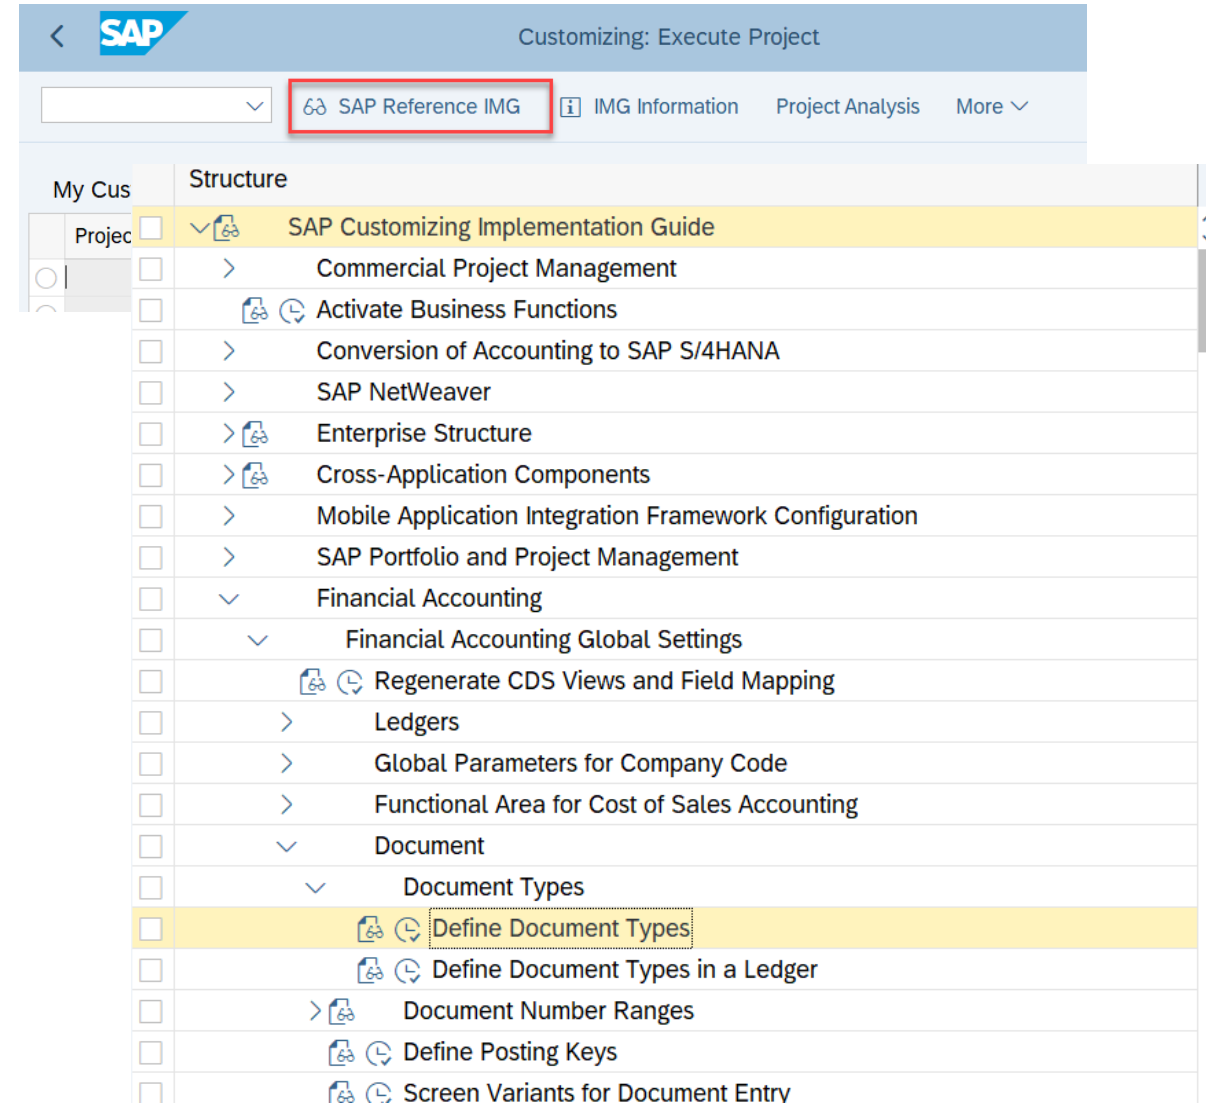 SAP
Customizing: Execute Project
SAP Reference IMG
IMG Information
Project Analysis
More
My Cus
Structure
Projec
SAP Customizing Implementation Guide
Commercial Project Management
Activate Business Functions
Conversion of Accounting to SAP S/4HANA
SAP NetWeaver
Enterprise Structure
Cross-Application Components
Mobile Application Integration Framework Configuration
SAP Portfolio and Project Management
Financial Accounting
Financial Accounting Global Settings
Regenerate CDS Views and Field Mapping
Ledgers
Global Parameters for Company Code
Functional Area for Cost of Sales Accounting
Document
Document Types
Define Document Types
Define Document Types in a Ledger
Document Number Ranges
Define Posting Keys
Screen Variants for Document Entry